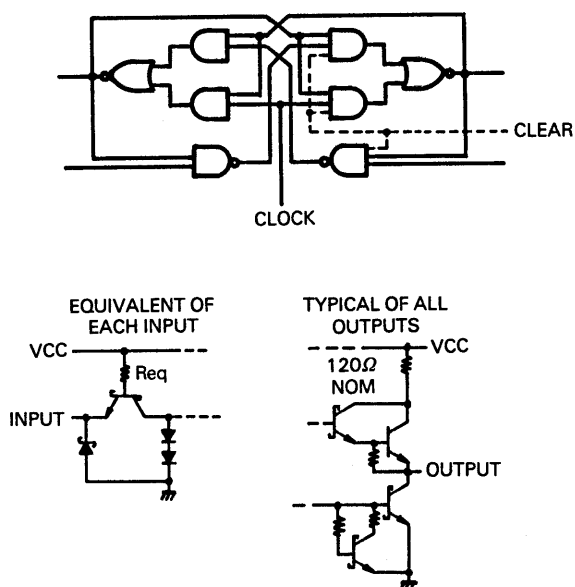 CLEAR
CLOCK
EQUIVALENT OF
EACH INPUT
VCC
Req
INPUT
TYPICAL OF ALL
OUTPUTS
VCC
120Ω
NOM
OUTPUT